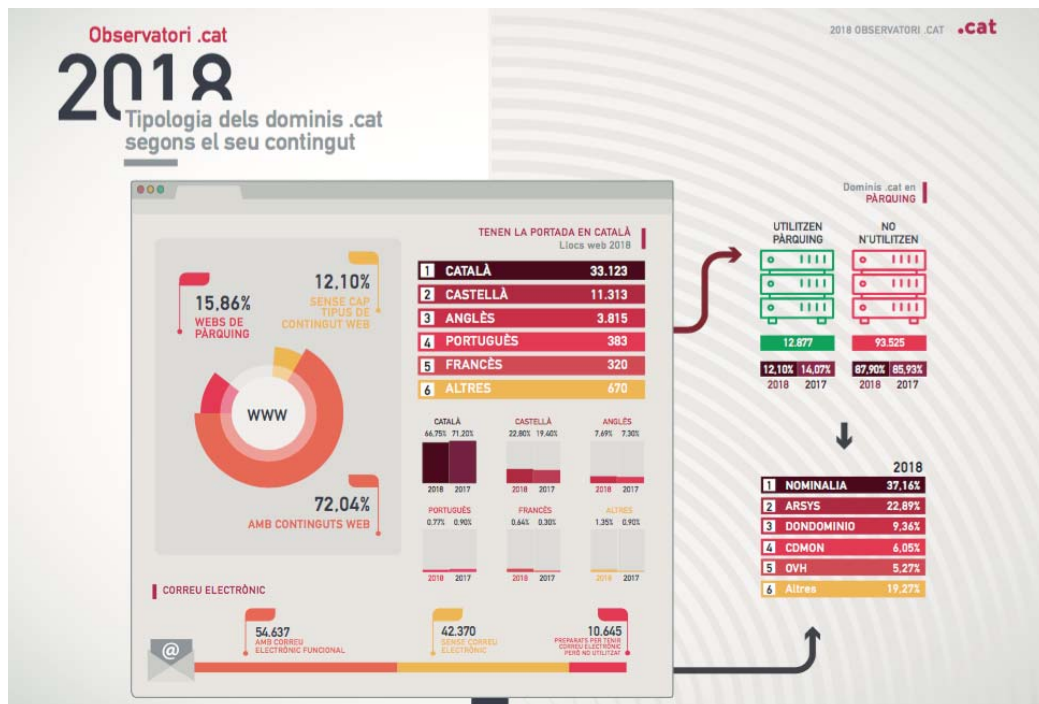 Observatori .cat
2018
Tipologia dels dominis .cat
segons el seu contingut
2018 OBSERVATORI .CAT .cat
15,86%
WEBS DE
PÀRQUING
12,10%
SENSE CAP
TIPUS DE
CONTINGUT WEB
WWW
72,04%
AMB CONTINGUTS WEB
TENEN LA PORTADA EN CATALÀ
Llocs web 2018
1 CATALÀ 33.123
2 CASTELLÀ 11.313
3 ANGLÈS 3.815
4 PORTUGUÈS 383
5 FRANCÈS 320
6 ALTRES 670
CATALÀ
66,75% 71,20%
2018 2017
CASTELLÀ
22,80% 19,40%
2018 2017
ANGLÈS
7,69% 7,30%
2018 2017
PORTUGUÈS
0,77% 0,90%
2018 2017
FRANCÈS
0,64% 0,30%
2018 2017
ALTRES
1,35% 0,90%
2018 2017
CORREU ELECTRÒNIC
@
54.637
AMB CORREU
ELECTRÒNIC FUNCIONAL
42.370
SENSE CORREU
ELECTRÒNIC
10.645
PREPARATS PER TENIR
CORREU ELECTRÒNIC
PERÒ NO UTILITZAT
Dominis .cat en
PÀRQUING
UTILITZEN
PÀRQUING
12.877
12,10% 14,07%
2018 2017
NO
N'UTILITZEN
93.525
87,90% 85,93%
2018 2017
2018
1 NOMINALIA 37,16%
2 ARSYS 22,89%
3 DONDOMINIO 9,36%
4 CDMON 6,05%
5 OVH 5,27%
6 Altres 19,27%